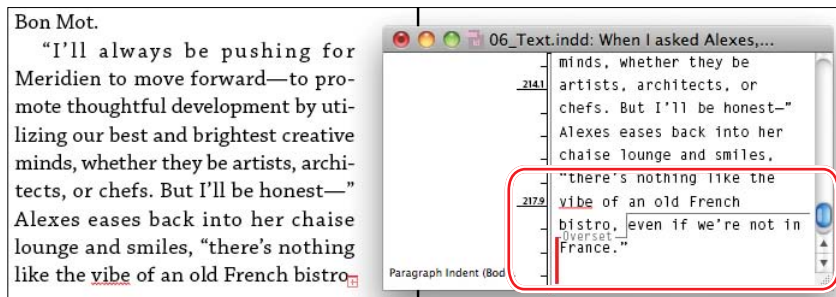 Bon Mot.
“I’ll always be pushing for
Meridien to move forward—to pro-
mote thoughtful development by uti-
lizing our best and brightest creative
minds, whether they be artists, archi-
tects, or chefs. But I’ll be honest—”
Alexes eases back into her chaise
lounge and smiles, “there’s nothing
like the vibe of an old French bistro
06_Text.indd: When I asked Alexes,...
minds, whether they be
214.1 artists, architects, or
chefs. But I’ll be honest—”
Alexes eases back into her
chaise lounge and smiles,
“there’s nothing like the
217.9 vibe of an old French
bistro, even if we’re not in
Overset
France.”
Paragraph Indent (Bod